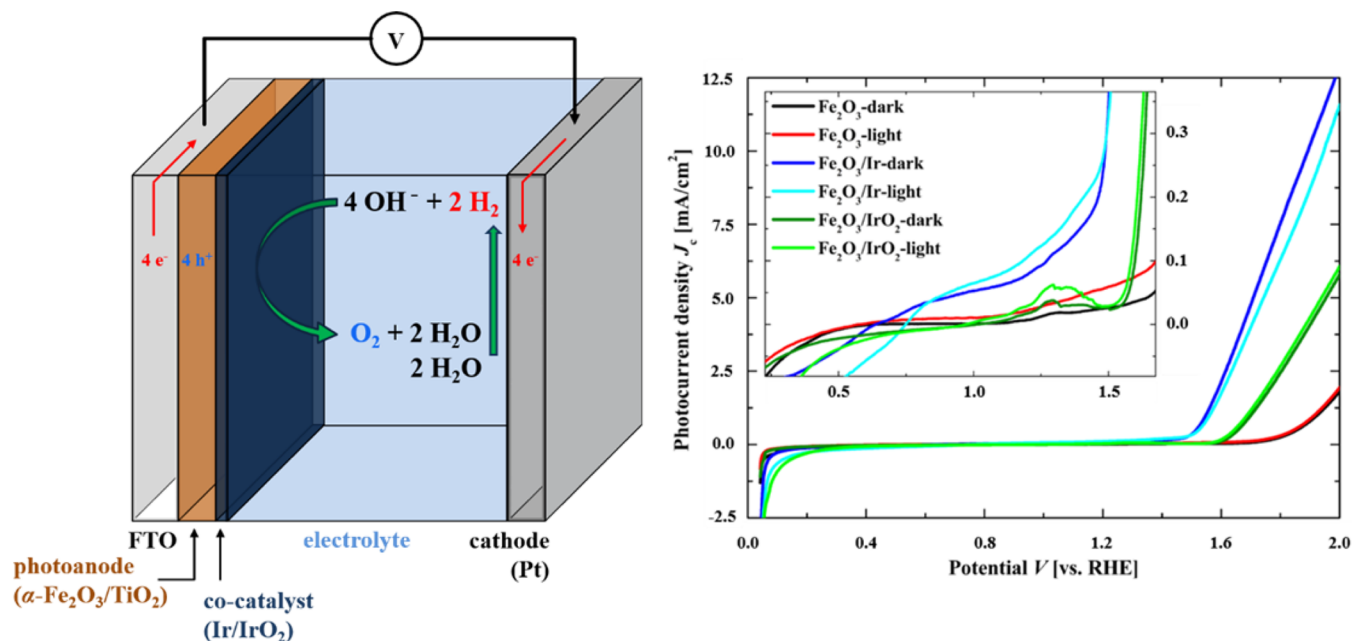 V
4 OH⁻ + 2 H₂
4 e⁻
4 h⁺
4 e⁻
O₂ + 2 H₂O
2 H₂O
FTO
electrolyte
cathode
(Pt)
photoanode
(α-Fe₂O₃/TiO₂)
co-catalyst
(Ir/IrO₂)
Photocurrent density Jc [mA/cm²]
12.5
10.0
7.5
5.0
2.5
0.0
-2.5
Fe₂O₃-dark
Fe₂O₃-light
Fe₂O₃/Ir-dark
Fe₂O₃/Ir-light
Fe₂O₃/IrO₂-dark
Fe₂O₃/IrO₂-light
0.3
0.2
0.1
0.0
0.5 1.0 1.5
0.0 0.4 0.8 1.2 1.6 2.0
Potential V [vs. RHE]